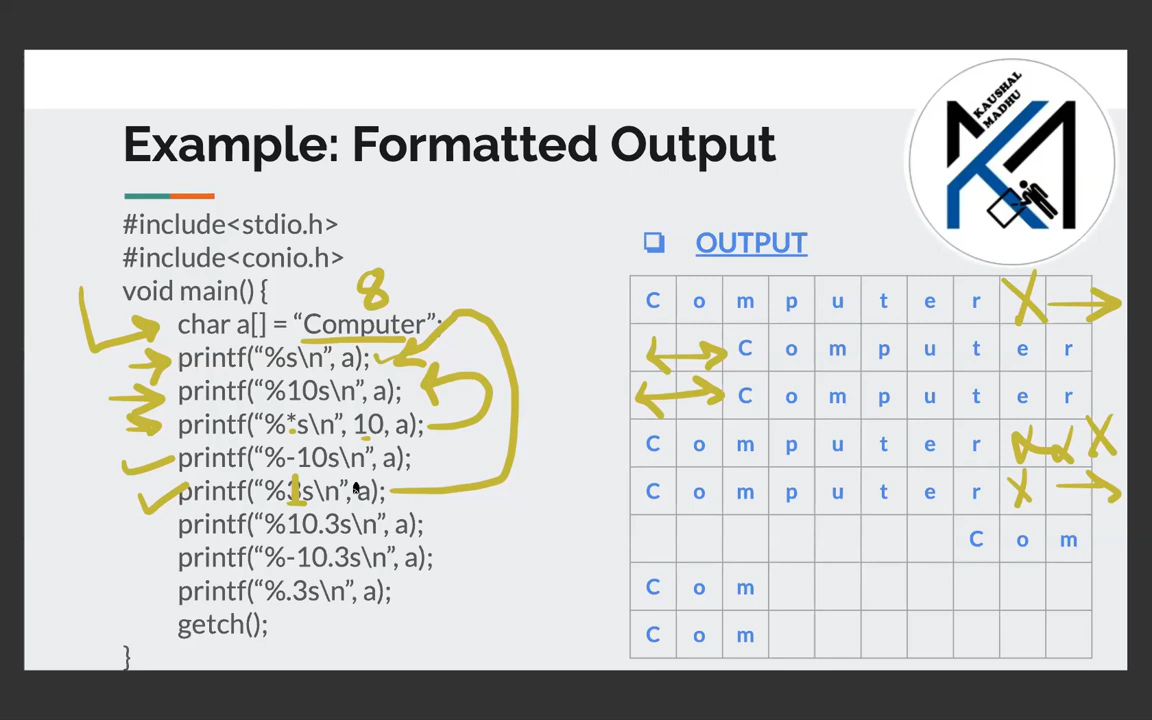 KAUSHAL
MADHU
Example: Formatted Output
#include<stdio.h>
#include<conio.h>
void main() {
8
char a[] = “Computer”;
printf(“%s\n”, a);
printf(“%10s\n”, a);
printf(“%*s\n”, 10, a);
printf(“%-10s\n”, a);
printf(“%3s\n”, a);
printf(“%10.3s\n”, a);
printf(“%-10.3s\n”, a);
printf(“%.3s\n”, a);
getch();
}
❑ OUTPUT
C o m p u t e r
C o m p u t e r
C o m p u t e r
C o m p u t e r
C o m p u t e r
C o m
C o m
C o m